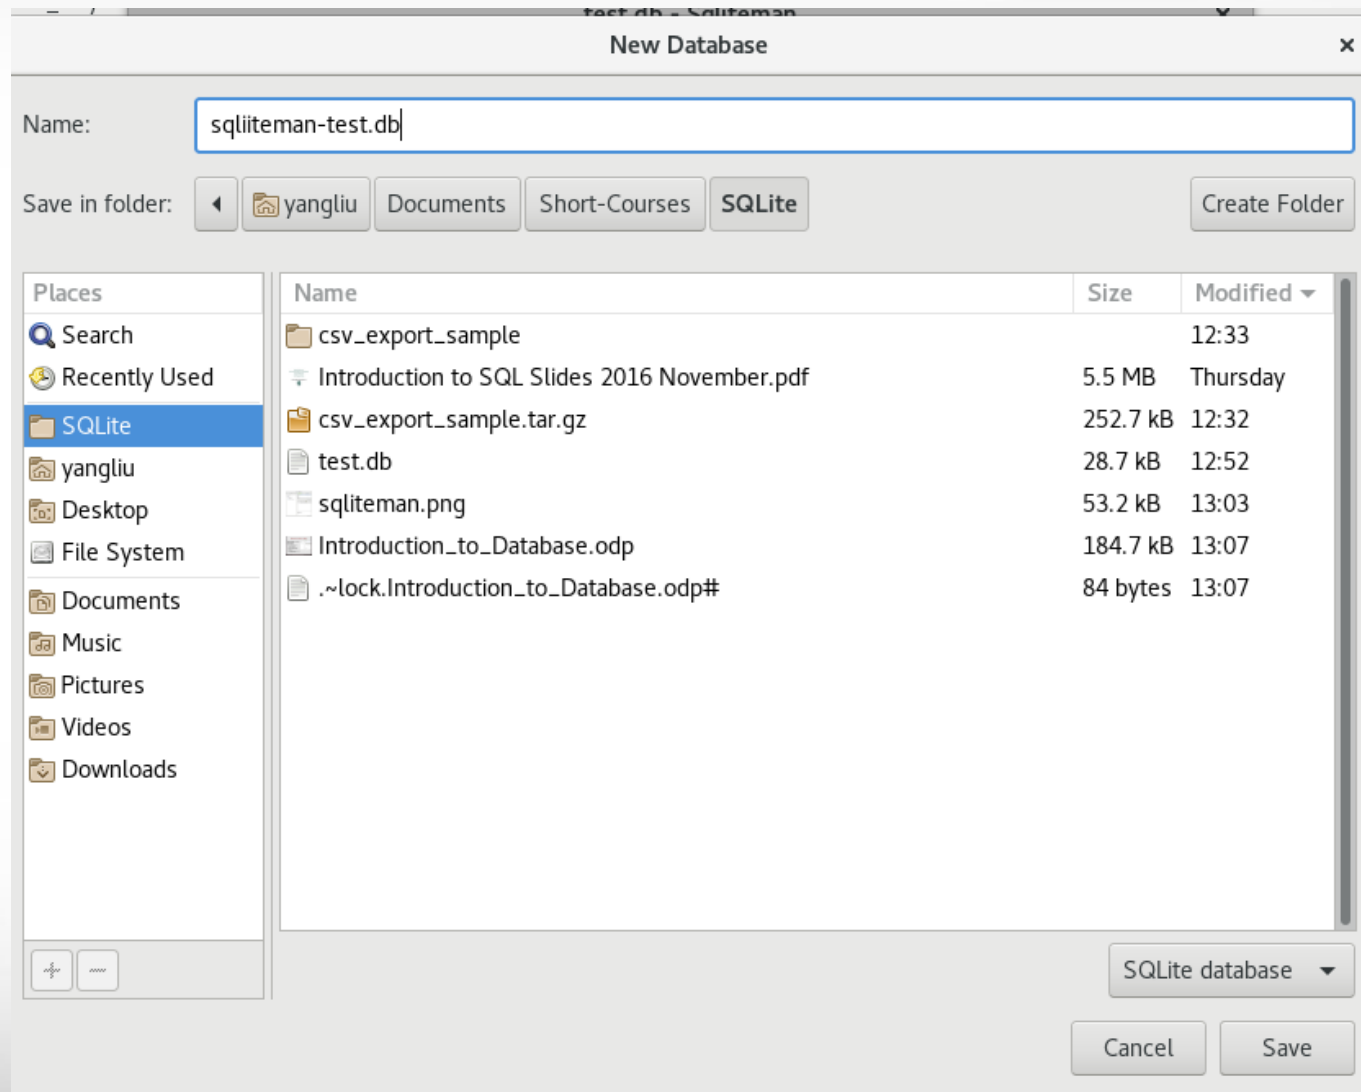 test.db - Sqliteman
New Database
Name: sqliiteman-test.db
Save in folder: yangliu Documents Short-Courses SQLite Create Folder
Places
Search
Recently Used
SQLite
yangliu
Desktop
File System
Documents
Music
Pictures
Videos
Downloads
Name Size Modified
csv_export_sample 12:33
Introduction to SQL Slides 2016 November.pdf 5.5 MB Thursday
csv_export_sample.tar.gz 252.7 kB 12:32
test.db 28.7 kB 12:52
sqliteman.png 53.2 kB 13:03
Introduction_to_Database.odp 184.7 kB 13:07
.~lock.Introduction_to_Database.odp# 84 bytes 13:07
SQLite database
Cancel Save